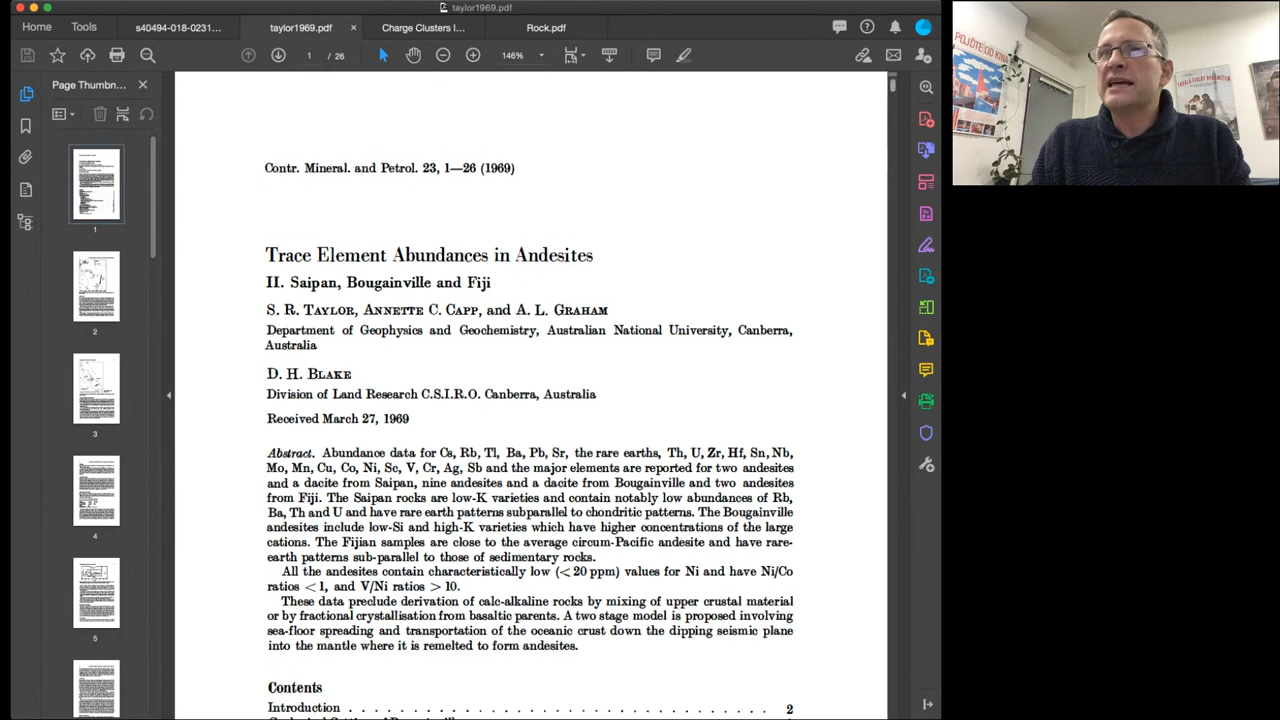 taylor1969.pdf
Home
Tools
s40494-018-0231...
taylor1969.pdf
Charge Clusters I...
Rock.pdf
1 / 26
146%
Page Thumbn...
1
2
3
4
5
Contr. Mineral. and Petrol. 23, 1—26 (1969)
Trace Element Abundances in Andesites
II. Saipan, Bougainville and Fiji
S. R. TAYLOR, ANNETTE C. CAPP, and A. L. GRAHAM
Department of Geophysics and Geochemistry, Australian National University, Canberra,
Australia
D. H. BLAKE
Division of Land Research C.S.I.R.O. Canberra, Australia
Received March 27, 1969
Abstract. Abundance data for Cs, Rb, Tl, Ba, Pb, Sr, the rare earths, Th, U, Zr, Hf, Sn, Nb,
Mo, Mn, Cu, Co, Ni, Sc, V, Cr, Ag, Sb and the major elements are reported for two andesites
and a dacite from Saipan, nine andesites and a dacite from Bougainville and two andesites
from Fiji. The Saipan rocks are low-K varieties and contain notably low abundances of Rb,
Ba, Th and U and have rare earth patterns subparallel to chondritic patterns. The Bougainville
andesites include low-Si and high-K varieties which have higher concentrations of the large
cations. The Fijian samples are close to the average circum-Pacific andesite and have rare-
earth patterns sub-parallel to those of sedimentary rocks.
All the andesites contain characteristically low (< 20 ppm) values for Ni and have Ni/Co
ratios < 1, and V/Ni ratios > 10.
These data preclude derivation of calc-alkaline rocks by mixing of upper crustal material
or by fractional crystallisation from basaltic parents. A two stage model is proposed involving
sea-floor spreading and transportation of the oceanic crust down the dipping seismic plane
into the mantle where it is remelted to form andesites.
Contents
Introduction . . . . . . . . . . . . . . . . . . . . . . . . . . . . 2
POJĎTE DO KINA